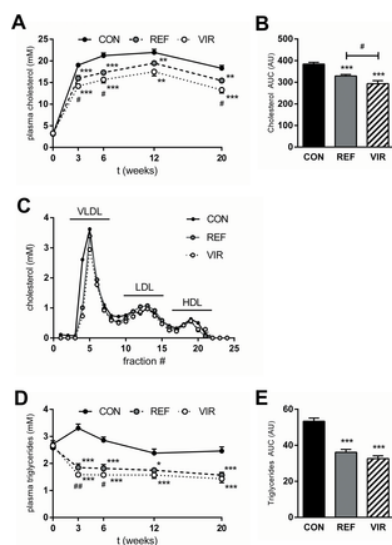 A
CON REF VIR
plasma cholesterol (mM)
25
20
15
10
5
0
*** *** ** **
*** *** ** ***
# # #
0 3 6 12 20
t (weeks)
B
#
*** ***
Cholesterol AUC (AU)
500
400
300
200
100
0
CON REF VIR
C
VLDL
CON
REF
VIR
LDL
HDL
cholesterol (mM)
4
3
2
1
0
0 5 10 15 20 25
fraction #
D
CON REF VIR
plasma triglycerides (mM)
4
3
2
1
0
*** *** * ***
*** *** *** ***
## #
0 3 6 12 20
t (weeks)
E
*** ***
Triglycerides AUC (AU)
60
40
20
0
CON REF VIR